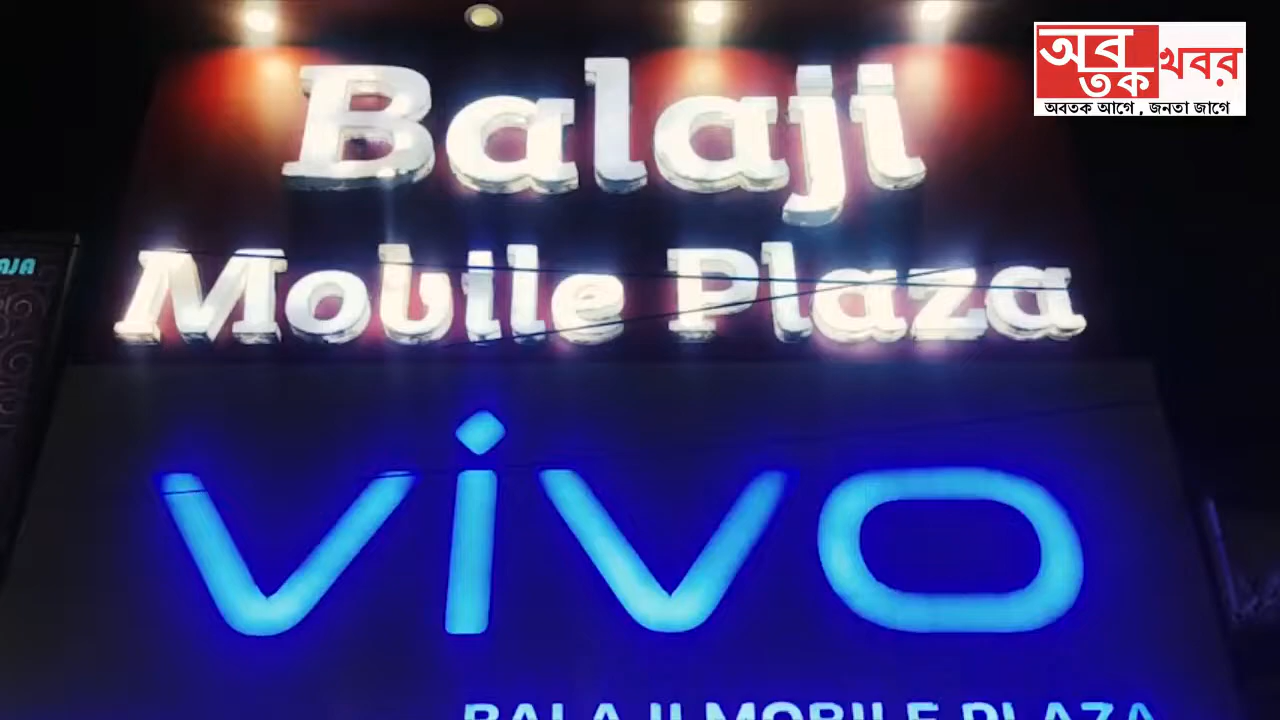 Balaji
Mobile Plaza
vivo
BALAJI MOBILE PLAZA
অব
তক
খবর
অবতক আগে , জনতা জাগে